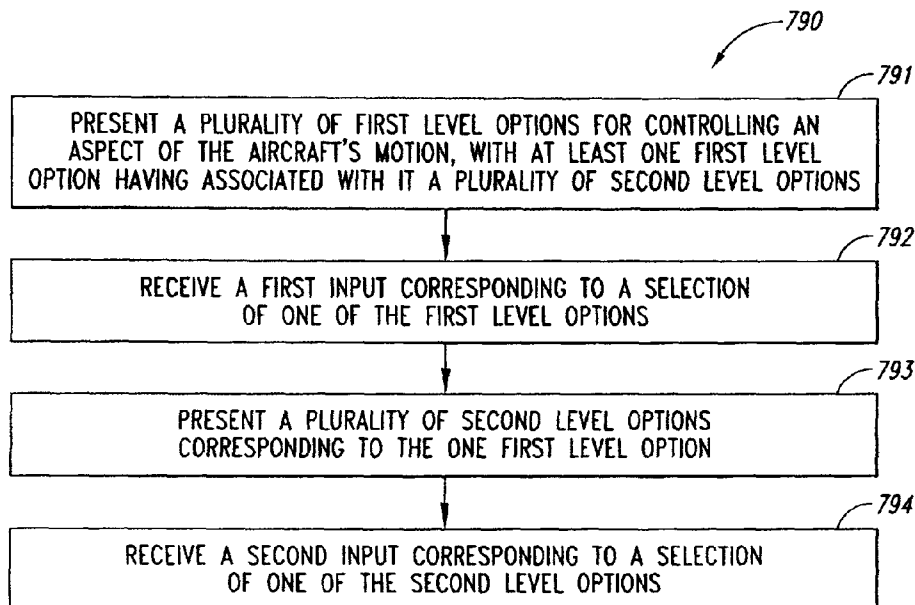 790
791
PRESENT A PLURALITY OF FIRST LEVEL OPTIONS FOR CONTROLLING AN
ASPECT OF THE AIRCRAFT'S MOTION, WITH AT LEAST ONE FIRST LEVEL
OPTION HAVING ASSOCIATED WITH IT A PLURALITY OF SECOND LEVEL OPTIONS
792
RECEIVE A FIRST INPUT CORRESPONDING TO A SELECTION
OF ONE OF THE FIRST LEVEL OPTIONS
793
PRESENT A PLURALITY OF SECOND LEVEL OPTIONS
CORRESPONDING TO THE ONE FIRST LEVEL OPTION
794
RECEIVE A SECOND INPUT CORRESPONDING TO A SELECTION
OF ONE OF THE SECOND LEVEL OPTIONS